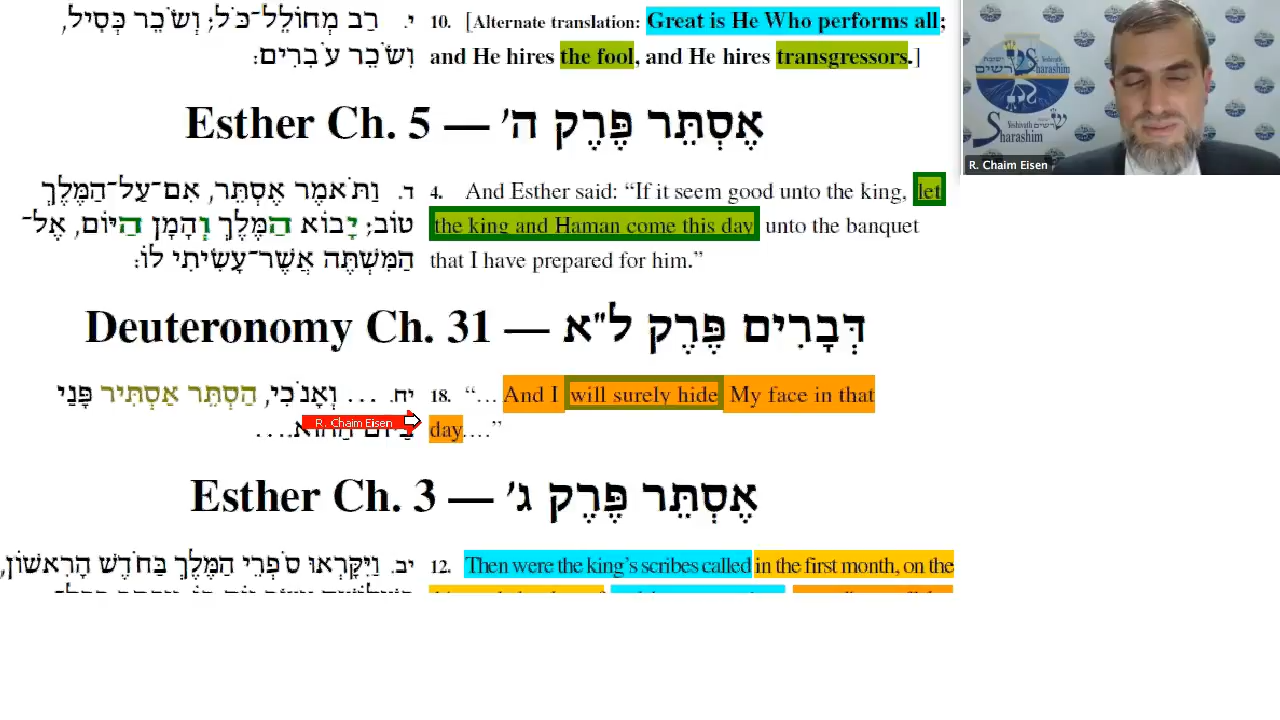 10. [Alternate translation: Great is He Who performs all; י. רַב מְחוֹלֵל־כֹּל; וְשֹׂכֵר כְּסִיל,
and He hires the fool, and He hires transgressors.] וְשֹׂכֵר עֹבְרִים:
Esther Ch. 5 — אֶסְתֵּר פֶּרֶק ה׳
4. And Esther said: “If it seem good unto the king, let ד. וַתֹּאמֶר אֶסְתֵּר, אִם־עַל־הַמֶּלֶךְ
the king and Haman come this day unto the banquet טוֹב; יָבוֹא הַמֶּלֶךְ וְהָמָן הַיּוֹם, אֶל־
that I have prepared for him.” הַמִּשְׁתֶּה אֲשֶׁר־עָשִׂיתִי לוֹ:
Deuteronomy Ch. 31 — דְּבָרִים פֶּרֶק ל״א
18. “… And I will surely hide My face in that יח. … וְאָנֹכִי, הַסְתֵּר אַסְתִּיר פָּנַי
day….”
R. Chaim Eisen
Esther Ch. 3 — אֶסְתֵּר פֶּרֶק ג׳
12. Then were the king’s scribes called in the first month, on the יב. וַיִּקָּרְאוּ סֹפְרֵי הַמֶּלֶךְ בַּחֹדֶשׁ הָרִאשׁוֹן,
Yeshivath
Sharashim
ישיבת
שרשים
Yeshivath
Sharashim
R. Chaim Eisen